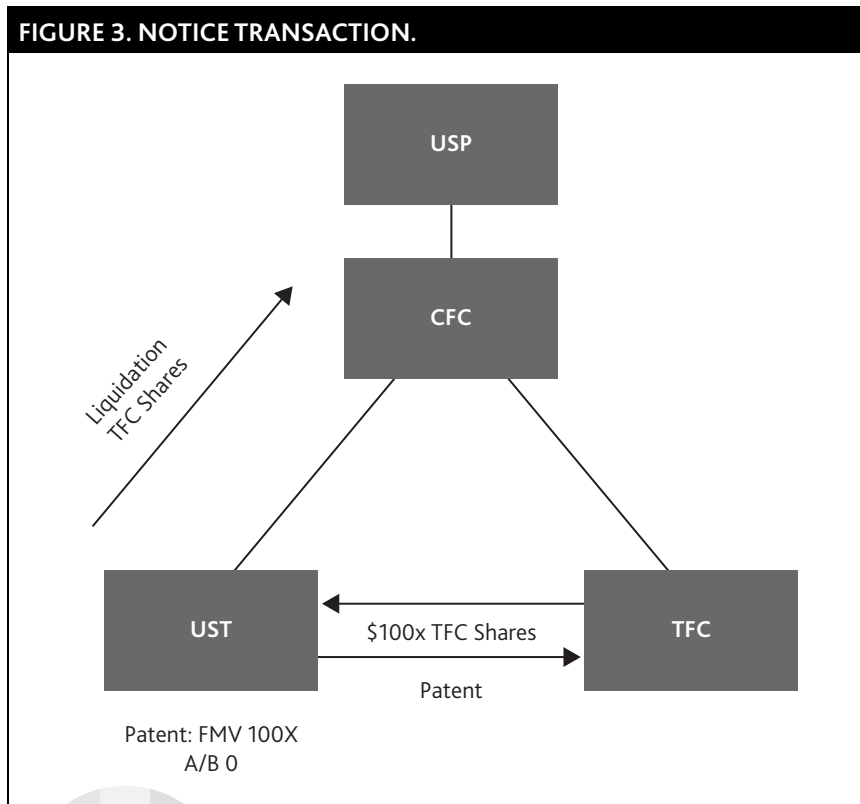 FIGURE 3. NOTICE TRANSACTION.
USP
CFC
Liquidation
TFC Shares
UST
$100x TFC Shares
TFC
Patent
Patent: FMV 100X
A/B 0